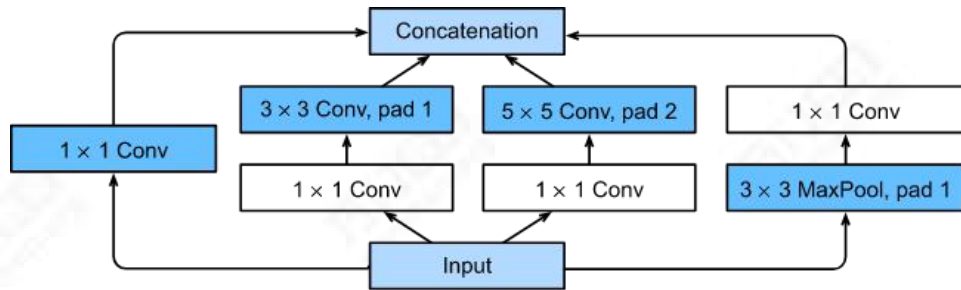 Concatenation
3 × 3 Conv, pad 1
5 × 5 Conv, pad 2
1 × 1 Conv
1 × 1 Conv
1 × 1 Conv
1 × 1 Conv
3 × 3 MaxPool, pad 1
Input